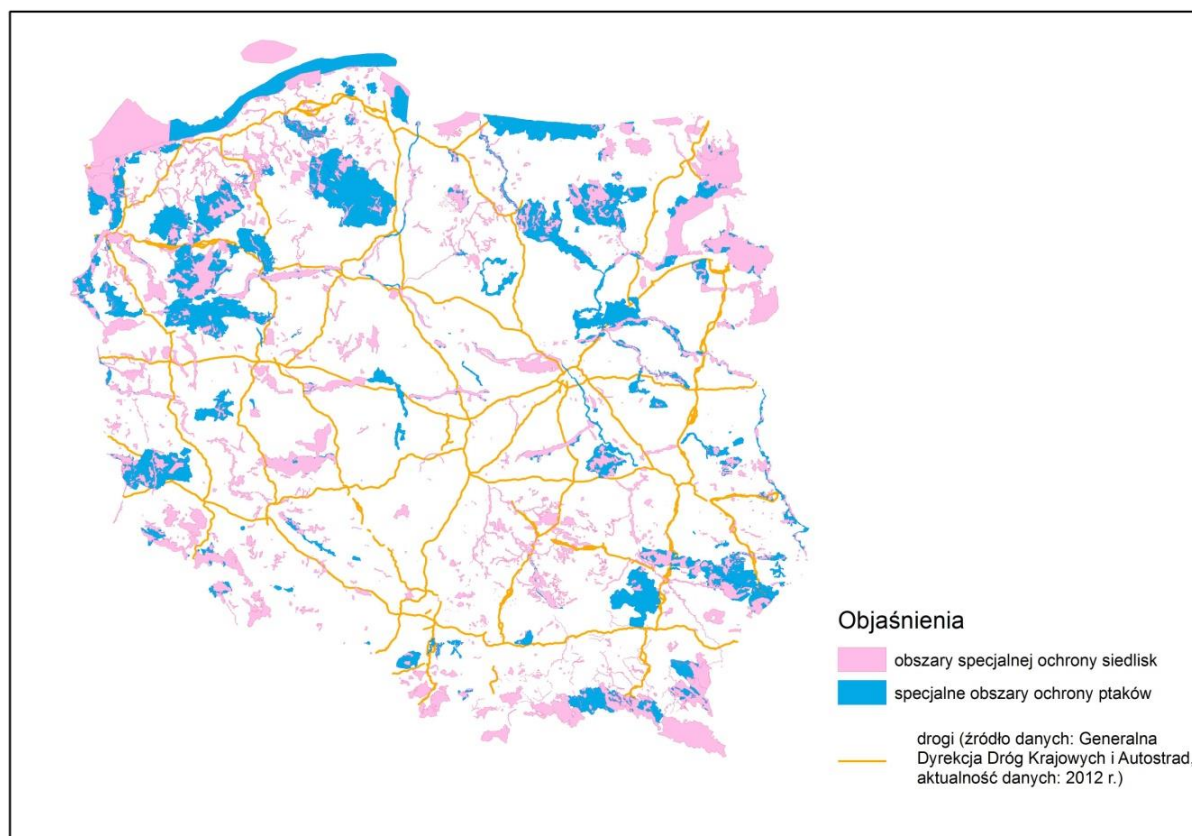 Objaśnienia
obszary specjalnej ochrony siedlisk
specjalne obszary ochrony ptaków
drogi (źródło danych: Generalna
Dyrekcja Dróg Krajowych i Autostrad,
aktualność danych: 2012 r.)